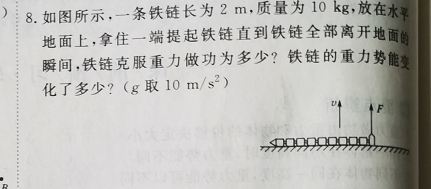 8. 如图所示,一条铁链长为 2 m,质量为 10 kg,放在水平
地面上,拿住一端提起铁链直到铁链全部离开地面的
瞬间,铁链克服重力做功为多少? 铁链的重力势能变
化了多少? (g 取 10 m/s²)
v F